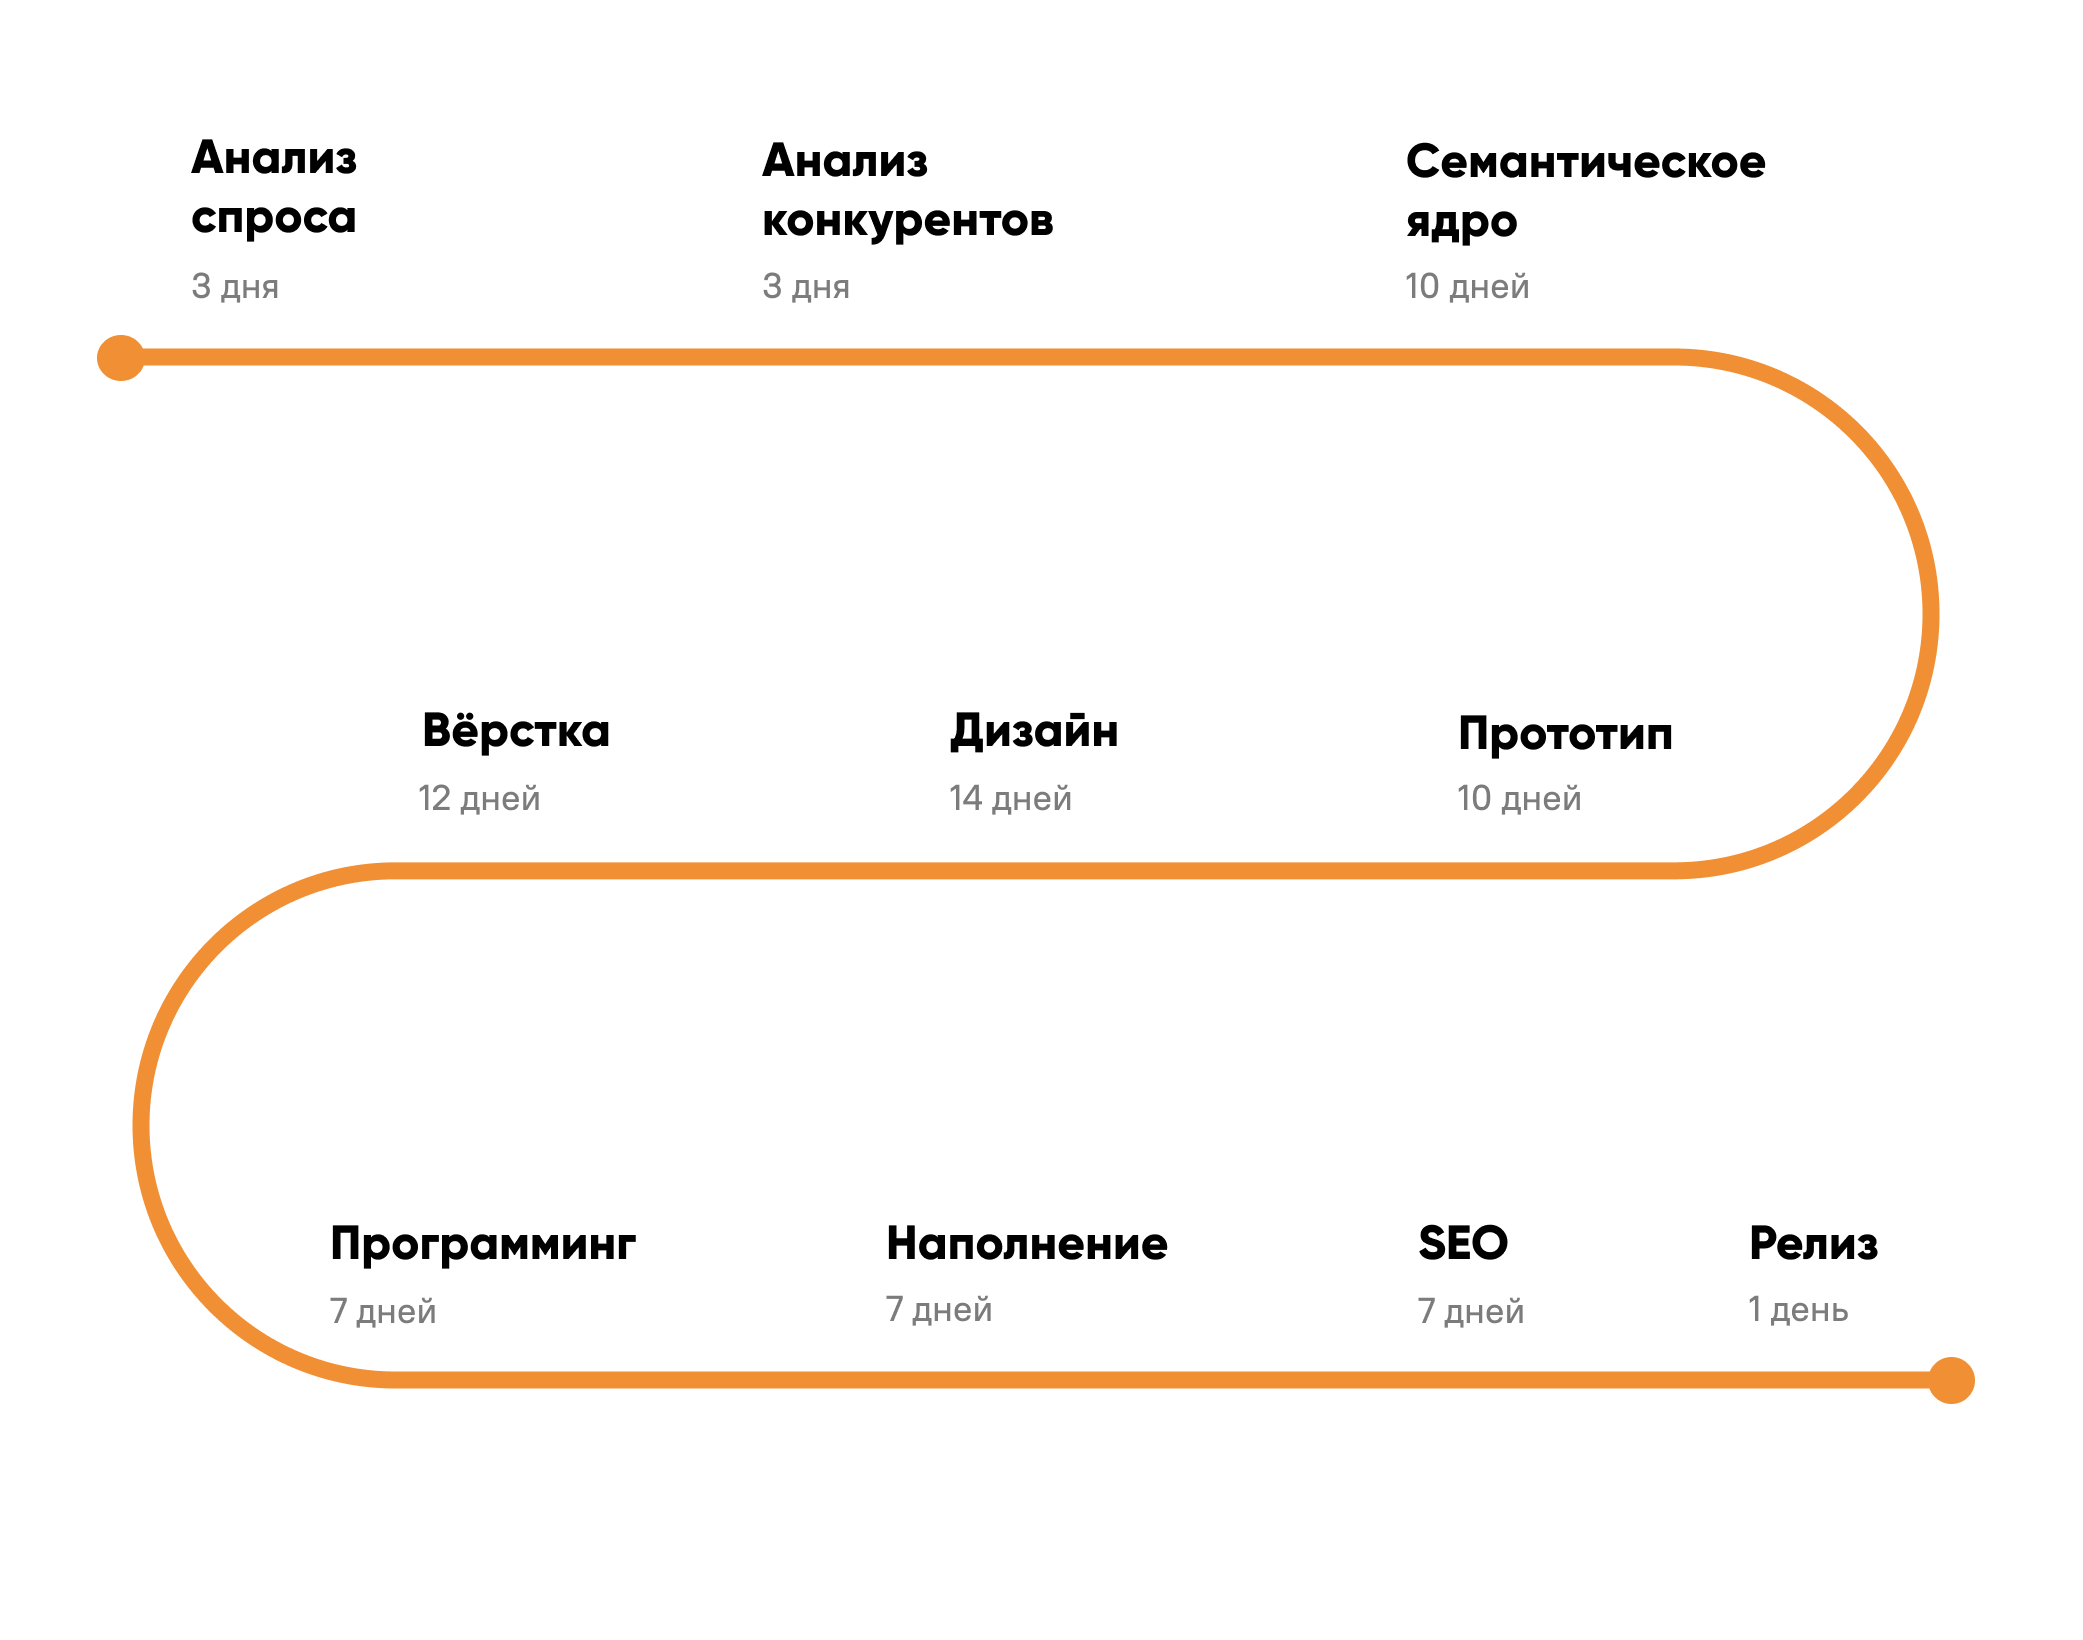 Анализ
спроса
3 дня
Анализ
конкурентов
3 дня
Семантическое
ядро
10 дней
Вёрстка
12 дней
Дизайн
14 дней
Прототип
10 дней
Программинг
7 дней
Наполнение
7 дней
SEO
7 дней
Релиз
1 день